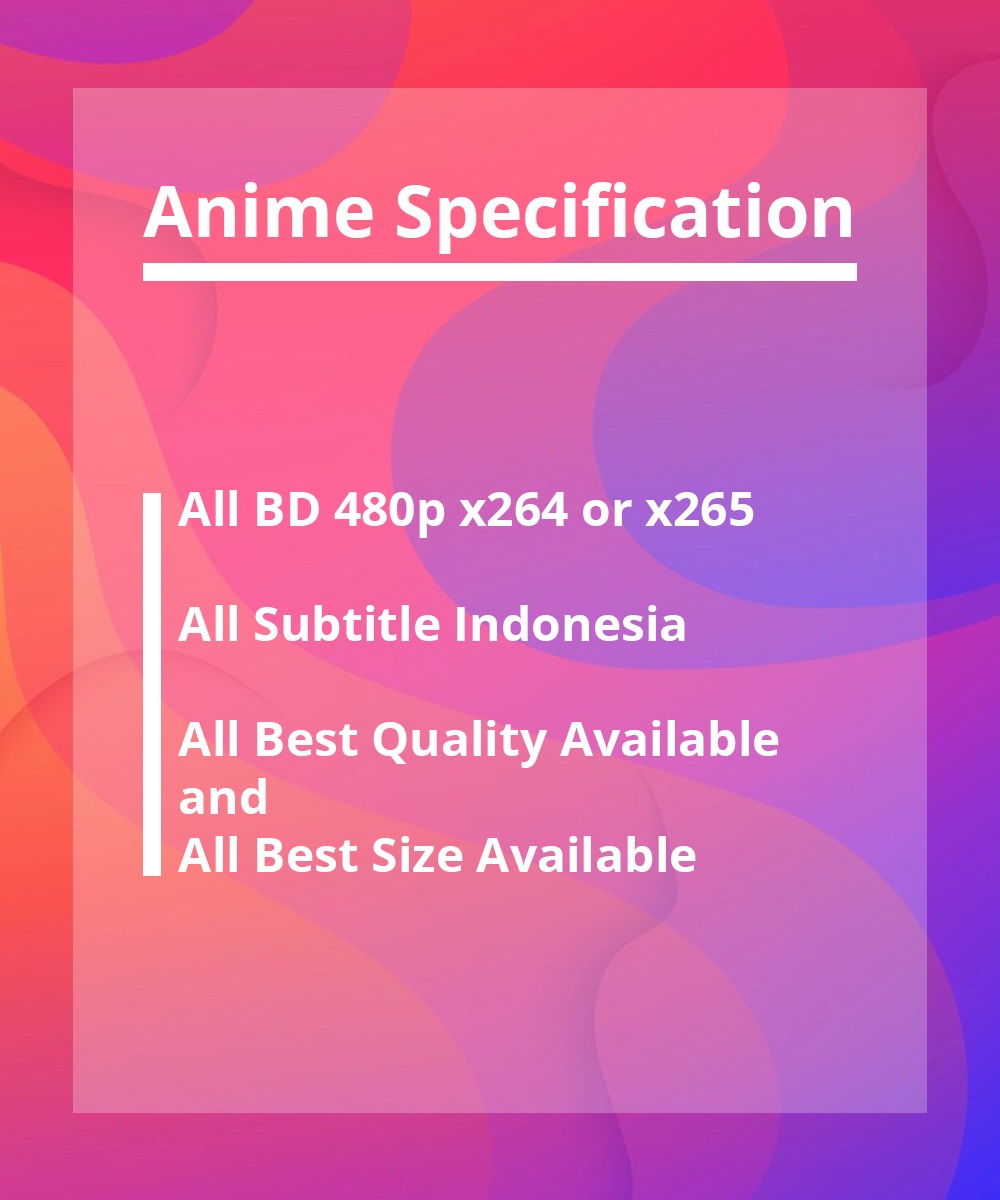 Anime Specification
All BD 480p x264 or x265
All Subtitle Indonesia
All Best Quality Available
and
All Best Size Available